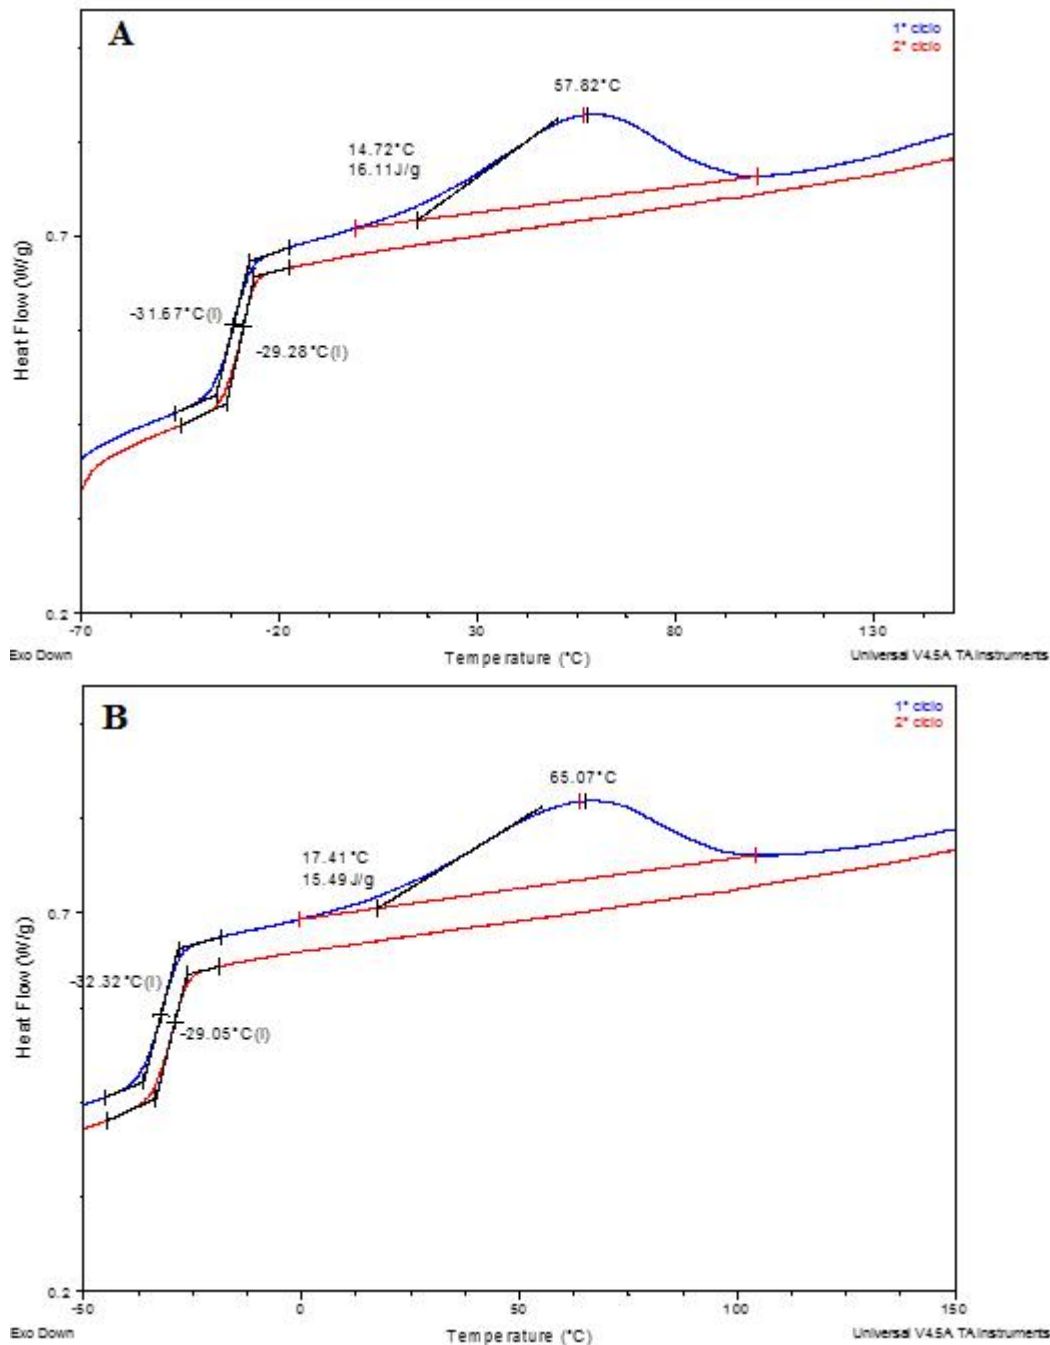 A
1° ciclo
2° ciclo
57.82°C
14.72°C
16.11J/g
0.7
-31.67°C(I)
-29.28°C(I)
Heat Flow (W/g)
0.2
-70
-20
30
80
130
Exo Down
Temperature (°C)
Universal V4.5A TA Instruments
B
1° ciclo
2° ciclo
65.07°C
17.41°C
15.49J/g
0.7
-32.32°C(I)
-29.05°C(I)
Heat Flow (W/g)
0.2
-50
0
50
100
150
Exo Down
Temperature (°C)
Universal V4.5A TA Instruments